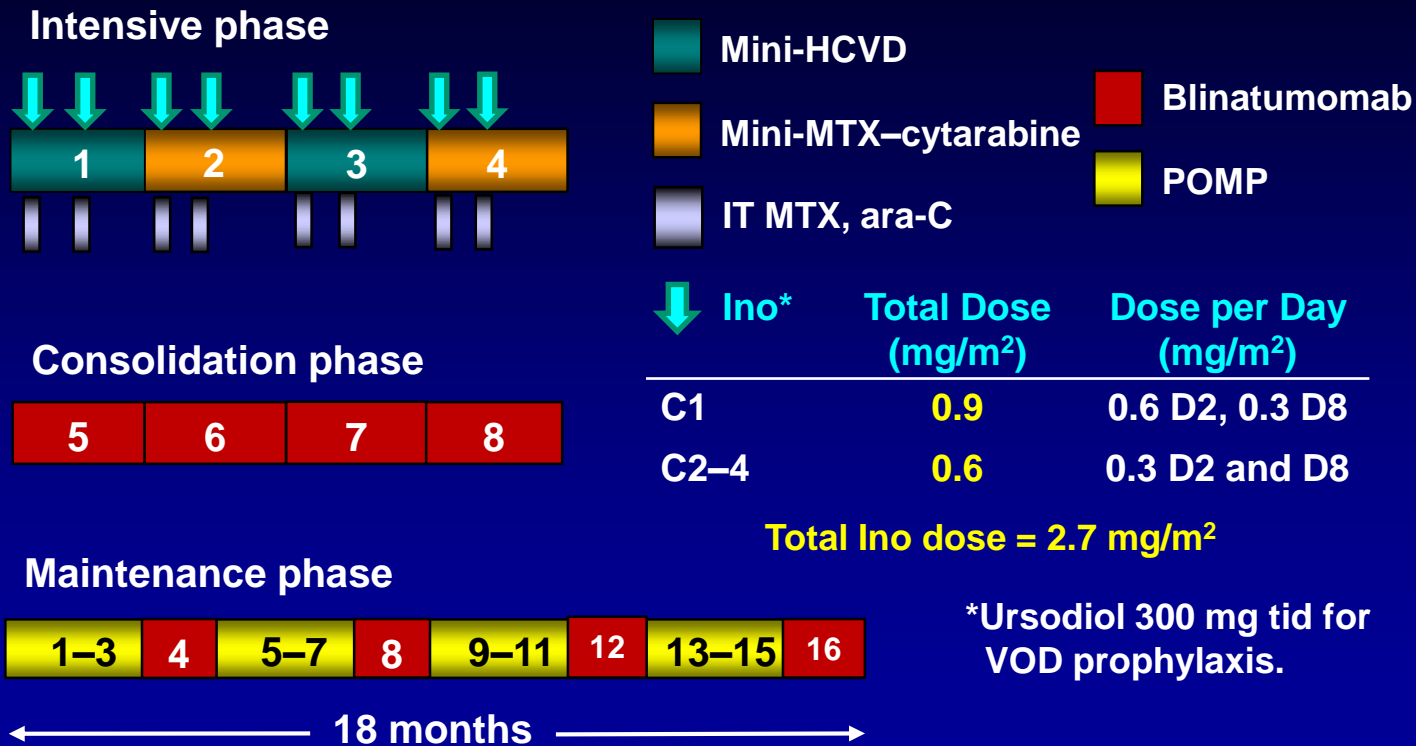 Intensive phase
1 2 3 4
Mini-HCVD
Mini-MTX–cytarabine
IT MTX, ara-C
Blinatumomab
POMP
Consolidation phase
5 6 7 8
Ino* Total Dose Dose per Day
(mg/m²) (mg/m²)
C1 0.9 0.6 D2, 0.3 D8
C2–4 0.6 0.3 D2 and D8
Total Ino dose = 2.7 mg/m²
Maintenance phase
1–3 4 5–7 8 9–11 12 13–15 16
18 months
*Ursodiol 300 mg tid for
VOD prophylaxis.